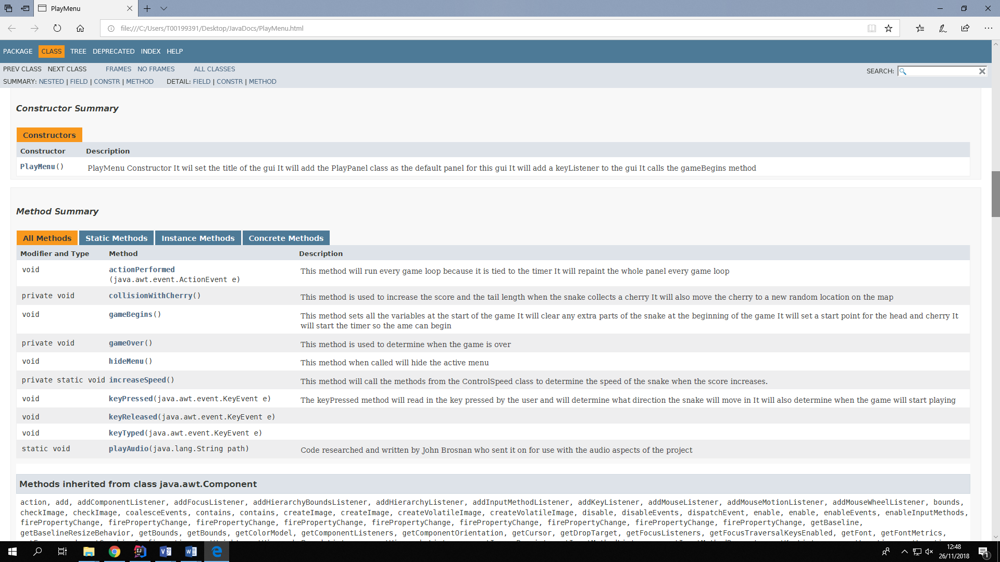 PlayMenu
file:///C:/Users/T00199391/Desktop/JavaDocs/PlayMenu.html
PACKAGE CLASS TREE DEPRECATED INDEX HELP
PREV CLASS NEXT CLASS FRAMES NO FRAMES ALL CLASSES
SEARCH:
SUMMARY: NESTED | FIELD | CONSTR | METHOD DETAIL: FIELD | CONSTR | METHOD
Constructor Summary
Constructors
Constructor Description
PlayMenu() PlayMenu Constructor It wil set the title of the gui It will add the PlayPanel class as the default panel for this gui It will add a keyListener to the gui It calls the gameBegins method
Method Summary
All Methods Static Methods Instance Methods Concrete Methods
Modifier and Type Method Description
void actionPerformed This method will run every game loop because it is tied to the timer It will repaint the whole panel every game loop
(java.awt.event.ActionEvent e)
private void collisionWithCherry() This method is used to increase the score and the tail length when the snake collects a cherry It will also move the cherry to a new random location on the map
void gameBegins() This method sets all the variables at the start of the game It will clear any extra parts of the snake at the beginning of the game It will set a start point for the head and cherry It
will start the timer so the ame can begin
private void gameOver() This method is used to determine when the game is over
void hideMenu() This method when called will hide the active menu
private static void increaseSpeed() This method will call the methods from the ControlSpeed class to determine the speed of the snake when the score increases.
void keyPressed(java.awt.event.KeyEvent e) The keyPressed method will read in the key pressed by the user and will determine what direction the snake will move in It will also determine when the game will start playing
void keyReleased(java.awt.event.KeyEvent e)
void keyTyped(java.awt.event.KeyEvent e)
static void playAudio(java.lang.String path) Code researched and written by John Brosnan who sent it on for use with the audio aspects of the project
Methods inherited from class java.awt.Component
action, add, addComponentListener, addFocusListener, addHierarchyBoundsListener, addHierarchyListener, addInputMethodListener, addKeyListener, addMouseListener, addMouseMotionListener, addMouseWheelListener, bounds,
checkImage, checkImage, coalesceEvents, contains, contains, createImage, createImage, createVolatileImage, createVolatileImage, disable, disableEvents, dispatchEvent, enable, enable, enableEvents, enableInputMethods,
firePropertyChange, firePropertyChange, firePropertyChange, firePropertyChange, firePropertyChange, firePropertyChange, firePropertyChange, firePropertyChange, firePropertyChange, getBaseline,
getBaselineResizeBehavior, getBounds, getBounds, getColorModel, getComponentListeners, getComponentOrientation, getCursor, getDropTarget, getFocusListeners, getFocusTraversalKeysEnabled, getFont, getFontMetrics,
12:48
26/11/2018
1